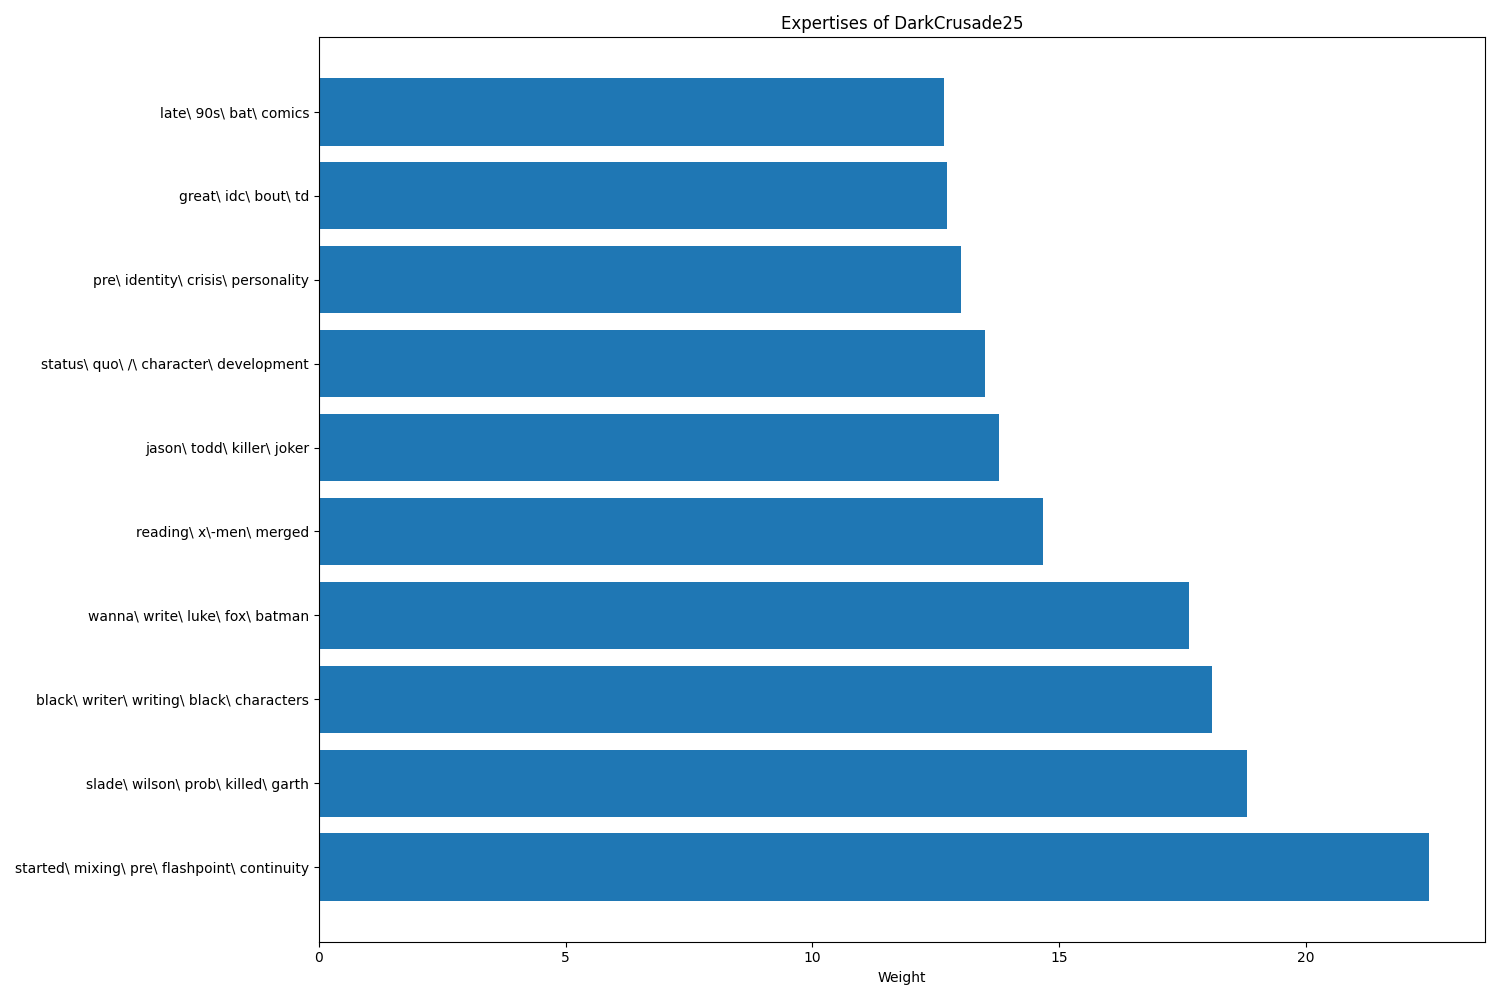 Expertises of DarkCrusade25
late\ 90s\ bat\ comics
great\ idc\ bout\ td
pre\ identity\ crisis\ personality
status\ quo\ /\ character\ development
jason\ todd\ killer\ joker
reading\ x\-men\ merged
wanna\ write\ luke\ fox\ batman
black\ writer\ writing\ black\ characters
slade\ wilson\ prob\ killed\ garth
started\ mixing\ pre\ flashpoint\ continuity
0 5 10 15 20
Weight